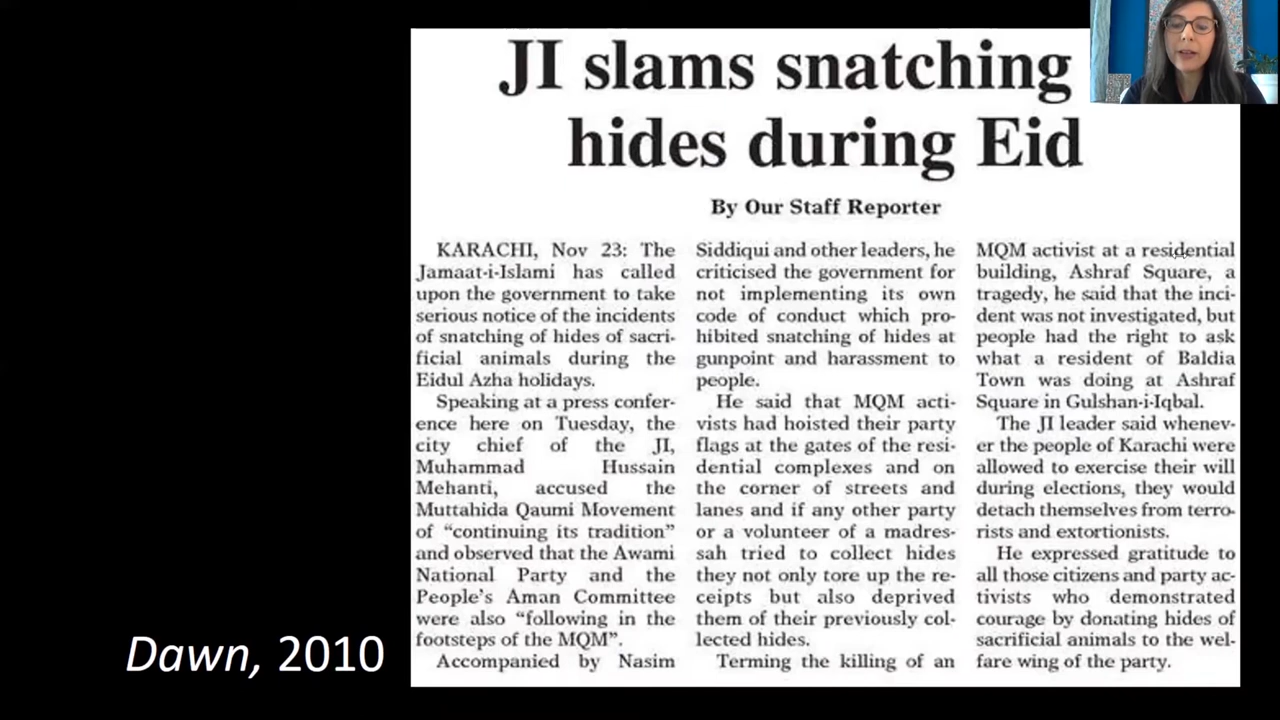 JI slams snatching
hides during Eid
By Our Staff Reporter
KARACHI, Nov 23: The
Jamaat-i-Islami has called
upon the government to take
serious notice of the incidents
of snatching of hides of sacri-
ficial animals during the
Eidul Azha holidays.
Speaking at a press confer-
ence here on Tuesday, the
city chief of the JI,
Muhammad Hussain
Mehanti, accused the
Muttahida Qaumi Movement
of “continuing its tradition”
and observed that the Awami
National Party and the
People’s Aman Committee
were also “following in the
footsteps of the MQM”.
Accompanied by Nasim
Siddiqui and other leaders, he
criticised the government for
not implementing its own
code of conduct which pro-
hibited snatching of hides at
gunpoint and harassment to
people.
He said that MQM acti-
vists had hoisted their party
flags at the gates of the resi-
dential complexes and on
the corner of streets and
lanes and if any other party
or a volunteer of a madres-
sah tried to collect hides
they not only tore up the re-
ceipts but also deprived
them of their previously col-
lected hides.
Terming the killing of an
MQM activist at a residential
building, Ashraf Square, a
tragedy, he said that the inci-
dent was not investigated, but
people had the right to ask
what a resident of Baldia
Town was doing at Ashraf
Square in Gulshan-i-Iqbal.
The JI leader said whenev-
er the people of Karachi were
allowed to exercise their will
during elections, they would
detach themselves from terro-
rists and extortionists.
He expressed gratitude to
all those citizens and party ac-
tivists who demonstrated
courage by donating hides of
sacrificial animals to the wel-
fare wing of the party.
Dawn, 2010